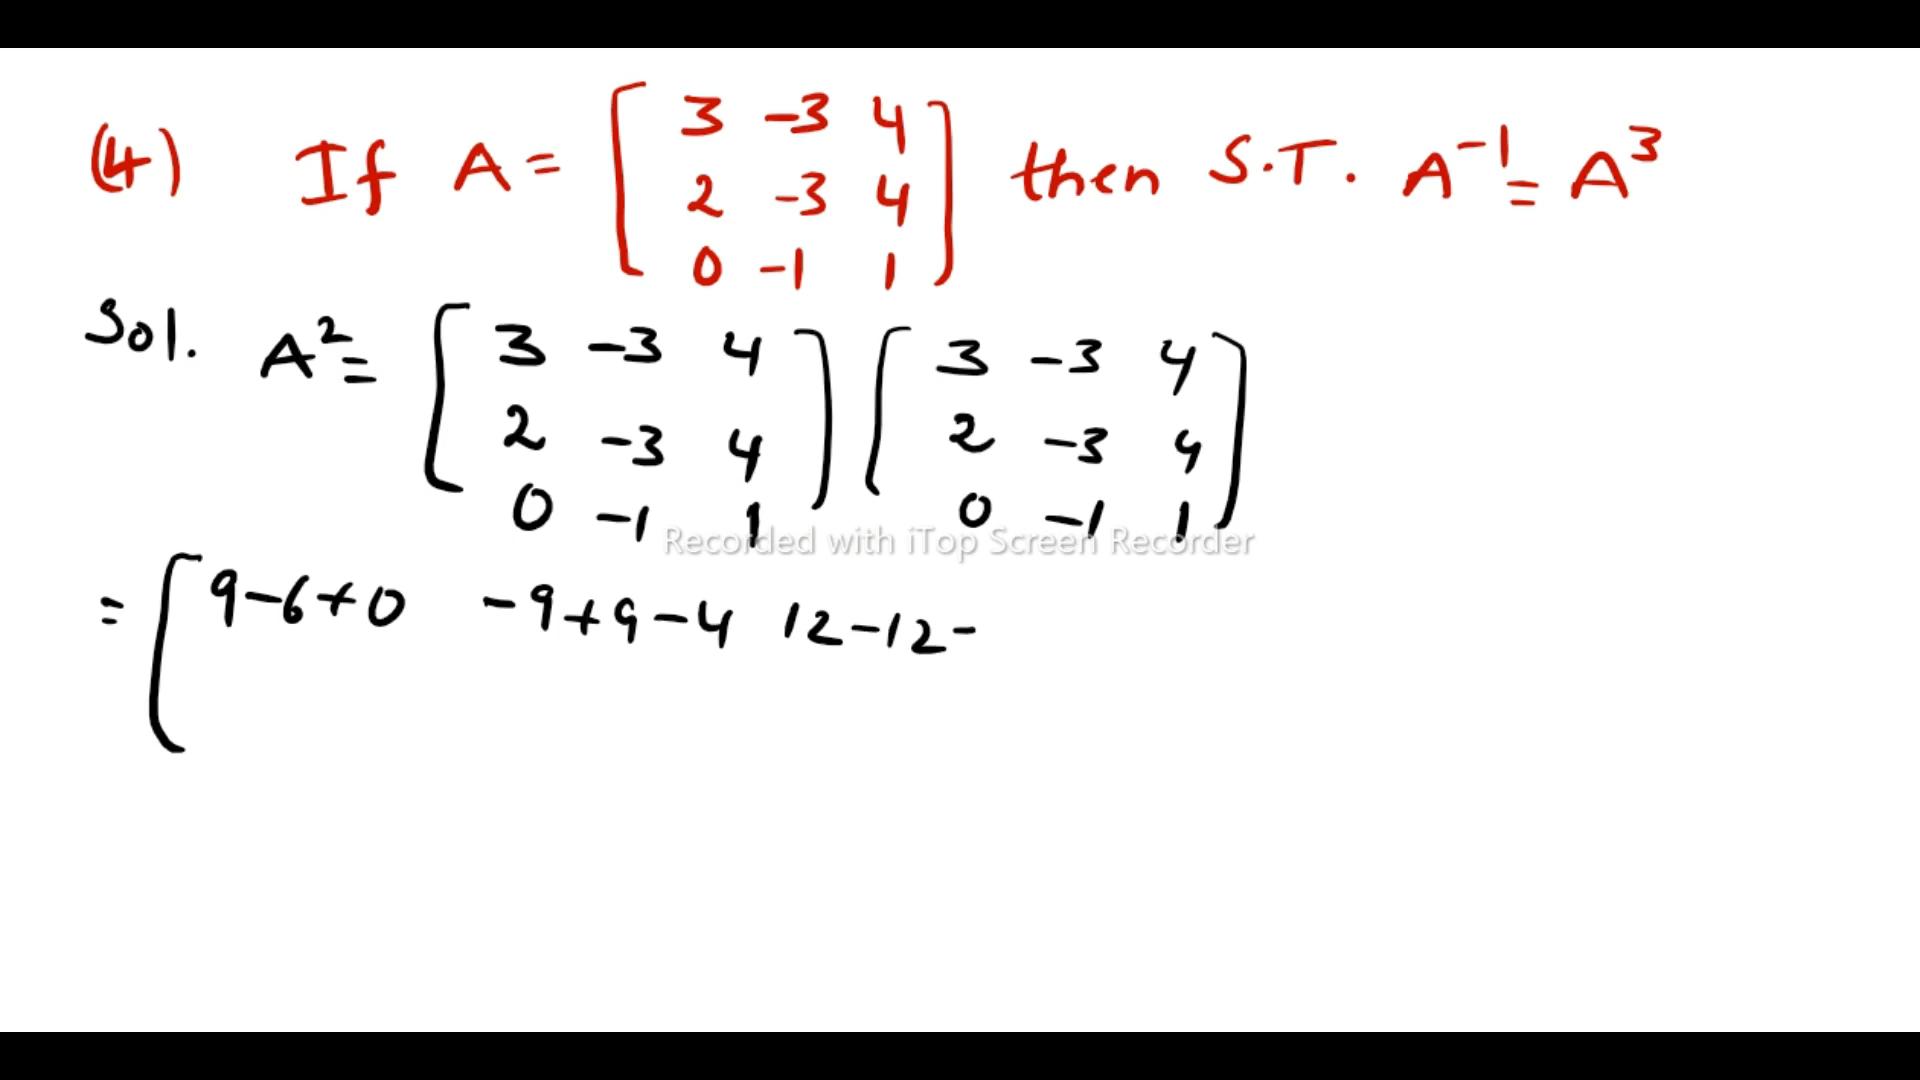 (4) If A = [ 3 -3 4 ] then S.T. A⁻¹ = A³
2 -3 4
0 -1 1
Sol. A² = [ 3 -3 4 ] [ 3 -3 4 ]
2 -3 4 2 -3 4
0 -1 1 0 -1 1
Recorded with iTop Screen Recorder
= [ 9-6+0 -9+9-4 12-12-